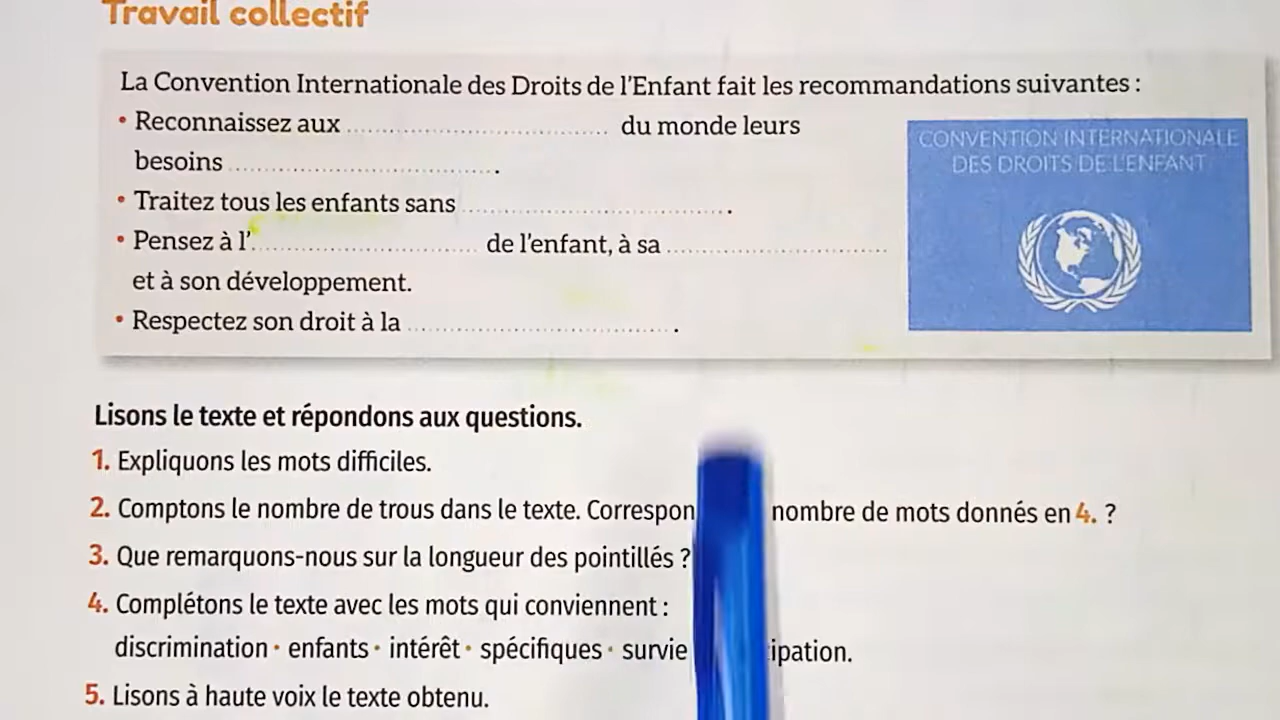 Travail collectif
La Convention Internationale des Droits de l'Enfant fait les recommandations suivantes :
• Reconnaissez aux .............................. du monde leurs
besoins .............................. .
• Traitez tous les enfants sans .............................. .
• Pensez à l'.............................. de l'enfant, à sa ..............................
et à son développement.
• Respectez son droit à la .............................. .
CONVENTION INTERNATIONALE
DES DROITS DE L'ENFANT
Lisons le texte et répondons aux questions.
1. Expliquons les mots difficiles.
2. Comptons le nombre de trous dans le texte. Correspon nombre de mots donnés en 4. ?
3. Que remarquons-nous sur la longueur des pointillés ?
4. Complétons le texte avec les mots qui conviennent :
discrimination · enfants · intérêt · spécifiques · survie ipation.
5. Lisons à haute voix le texte obtenu.